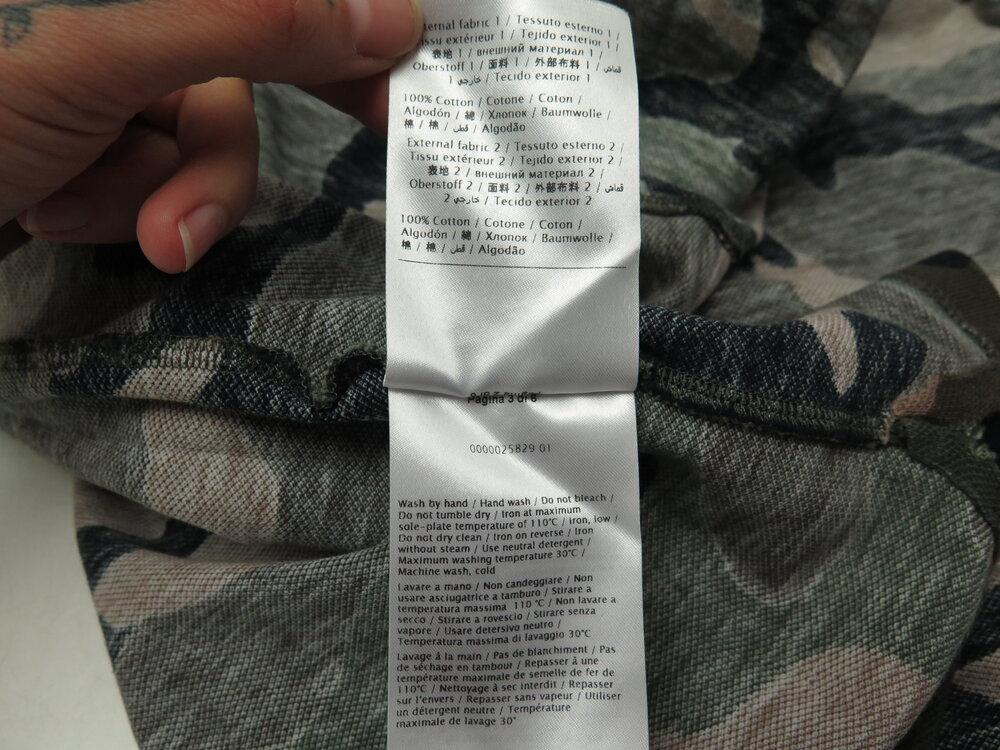 ternal fabric 1 / Tessuto esterno 1 /
issu extérieur 1 / Tejido exterior 1 /
表地 1 / внешний материал 1 /
Oberstoff 1 / 面料 1 / 外部布料 1 / قماش
خارجي 1 / Tecido exterior 1
100% Cotton / Cotone / Coton /
Algodón / 綿 / Хлопок / Baumwolle /
棉 / 棉 / قطن / Algodão
External fabric 2 / Tessuto esterno 2 /
Tissu extérieur 2 / Tejido exterior 2 /
表地 2 / внешний материал 2 /
Oberstoff 2 / 面料 2 / 外部布料 2 / قماش
خارجي 2 / Tecido exterior 2
100% Cotton / Cotone / Coton /
Algodón / 綿 / Хлопок / Baumwolle /
棉 / 棉 / قطن / Algodão
Pagina 3 di 6
0000025829 01
Wash by hand / Hand wash / Do not bleach /
Do not tumble dry / Iron at maximum
sole-plate temperature of 110°C / iron, low /
Do not dry clean / Iron on reverse / Iron
without steam / Use neutral detergent /
Maximum washing temperature 30°C /
Machine wash, cold
Lavare a mano / Non candeggiare / Non
usare asciugatrice a tamburo / Stirare a
temperatura massima 110 °C / Non lavare a
secco / Stirare a rovescio / Stirare senza
vapore / Usare detersivo neutro /
Temperatura massima di lavaggio 30°C
Lavage à la main / Pas de blanchiment / Pas
de séchage en tambour / Repasser à une
température maximale de semelle de fer de
110°C / Nettoyage à sec interdit / Repasser
sur l'envers / Repasser sans vapeur / Utiliser
un détergent neutre / Température
maximale de lavage 30°